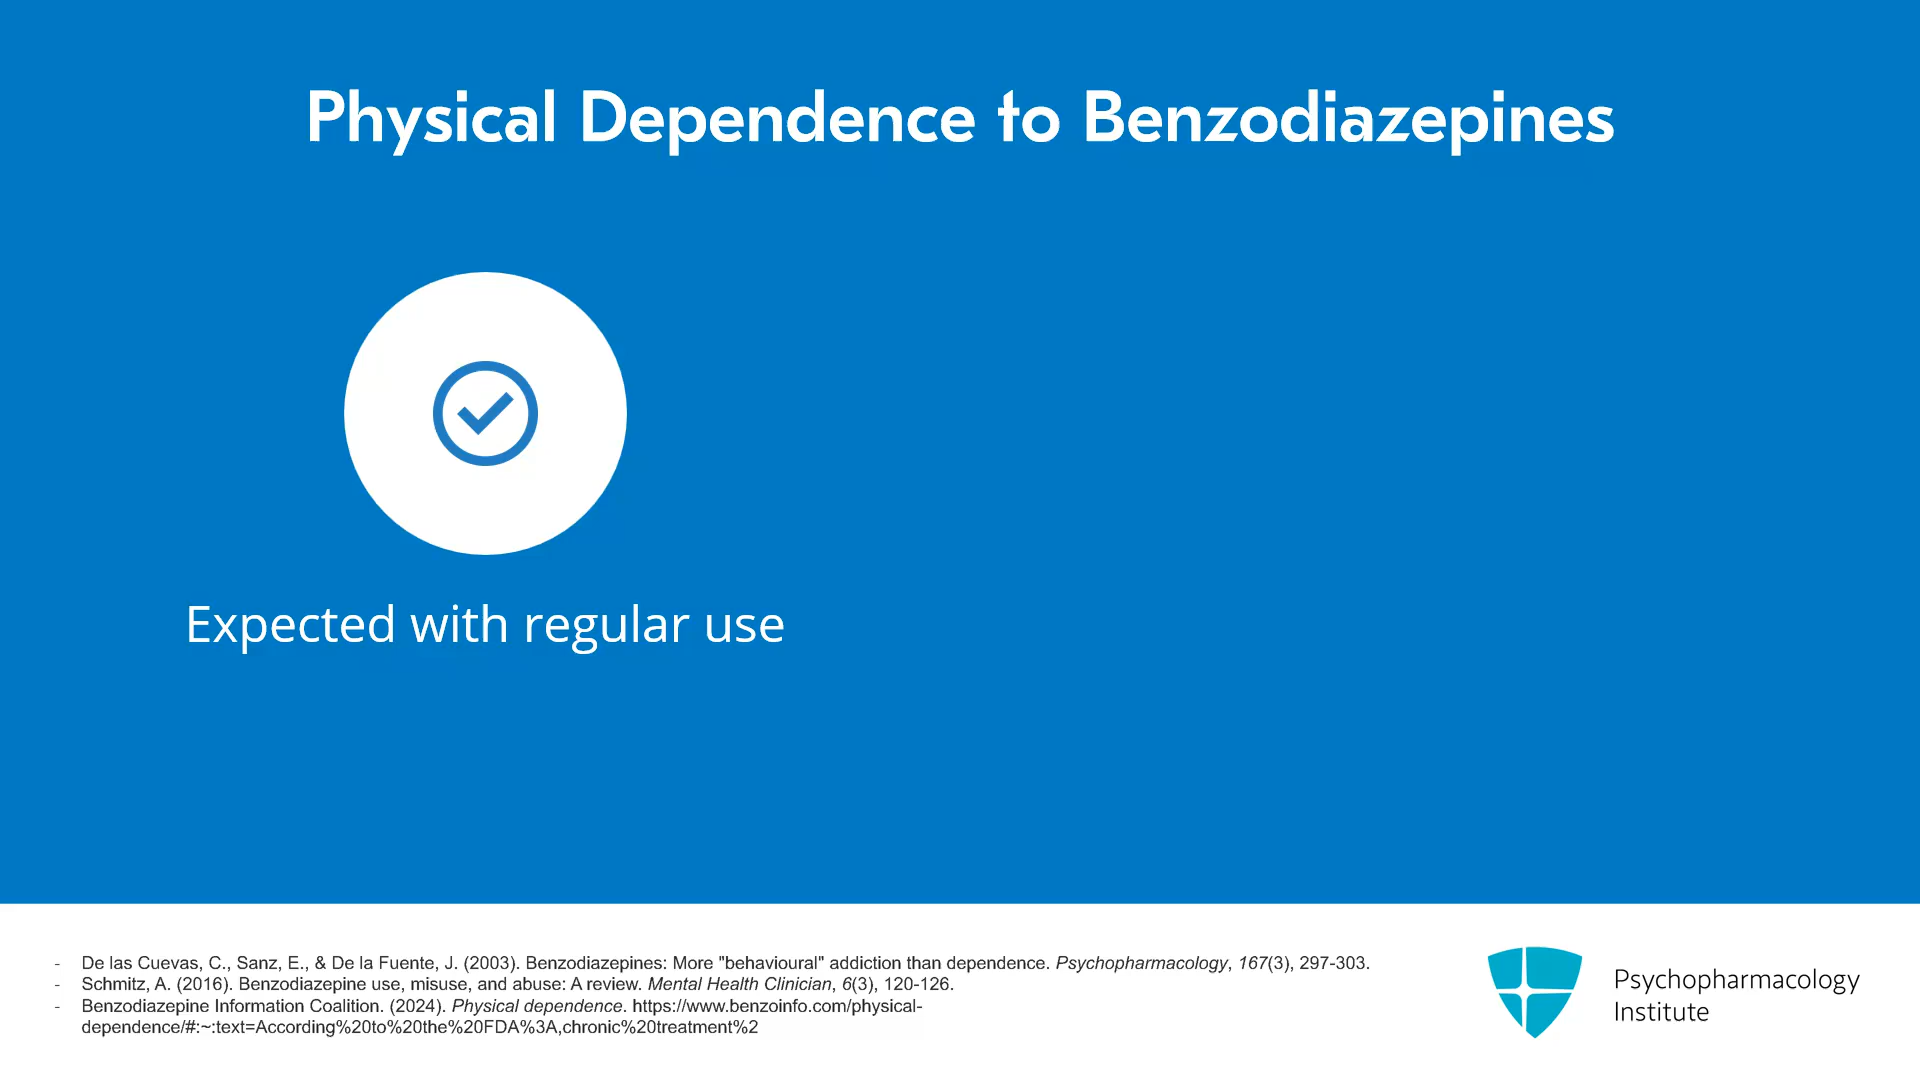 Physical Dependence to Benzodiazepines
Expected with regular use
- De las Cuevas, C., Sanz, E., & De la Fuente, J. (2003). Benzodiazepines: More "behavioural" addiction than dependence. Psychopharmacology, 167(3), 297-303.
- Schmitz, A. (2016). Benzodiazepine use, misuse, and abuse: A review. Mental Health Clinician, 6(3), 120-126.
- Benzodiazepine Information Coalition. (2024). Physical dependence. https://www.benzoinfo.com/physical-
dependence/#:~:text=According%20to%20the%20FDA%3A,chronic%20treatment%2
Psychopharmacology
Institute